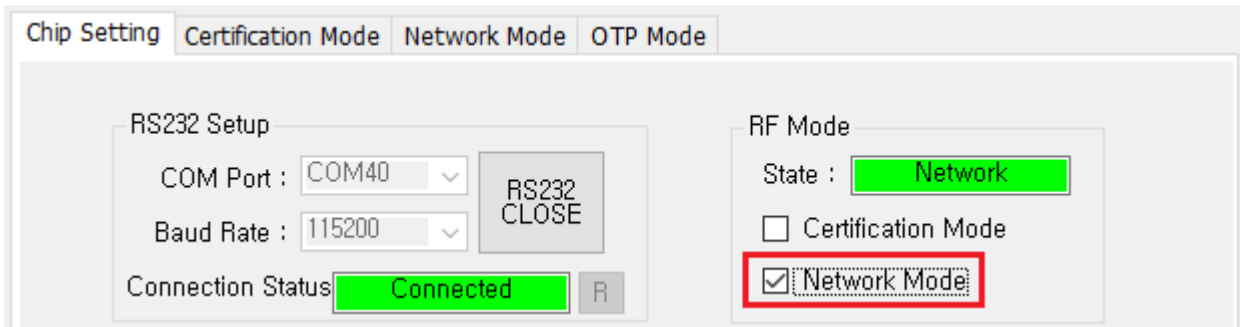 Chip Setting Certification Mode Network Mode OTP Mode
RS232 Setup
COM Port : COM40
Baud Rate : 115200
RS232
CLOSE
Connection Status Connected R
RF Mode
State : Network
Certification Mode
Network Mode